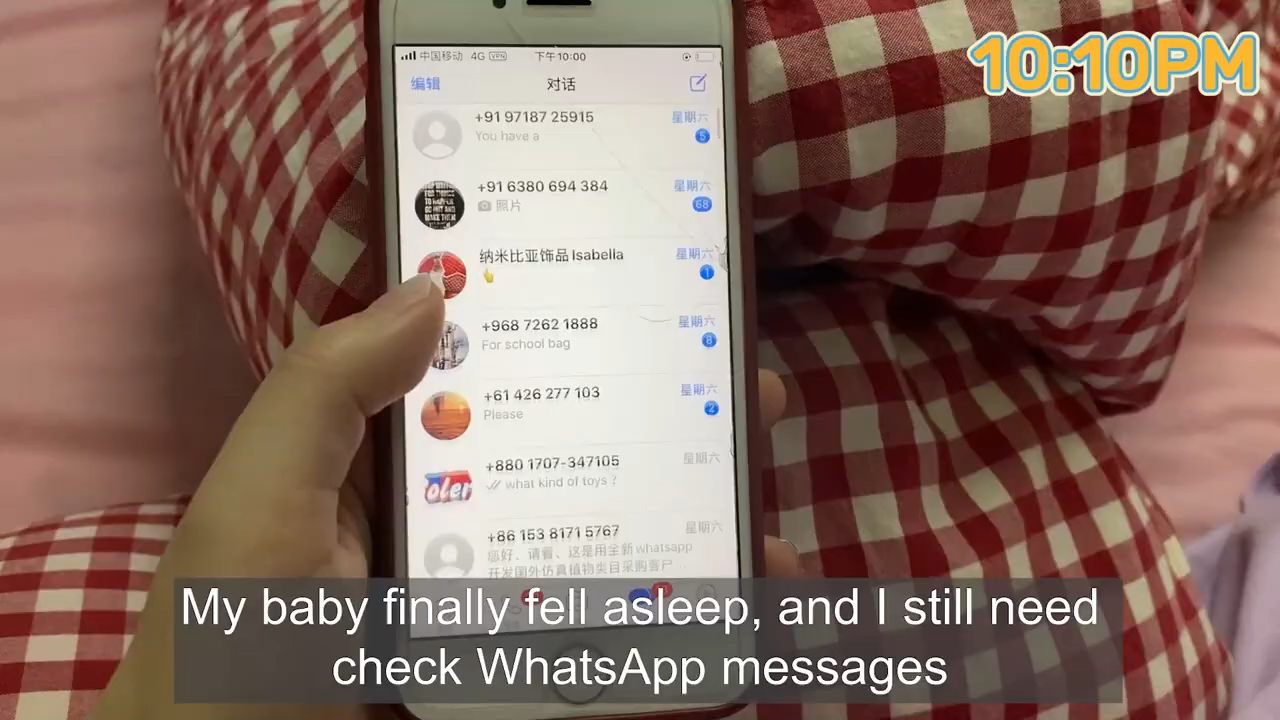 10:10PM
中国移动 4G VPN 下午10:00
编辑 对话
+91 97187 25915 星期六
You have a 5
+91 6380 694 384 星期六
照片 68
纳米比亚饰品 Isabella 星期六
👆 1
+968 7262 1888 星期六
For school bag 8
+61 426 277 103 星期六
Please 2
+880 1707-347105 星期六
what kind of toys ?
+86 153 8171 5767 星期六
您好、请看、这是用全新whatsapp
开发国外仿真植物类目采购客户...
My baby finally fell asleep, and I still need
check WhatsApp messages